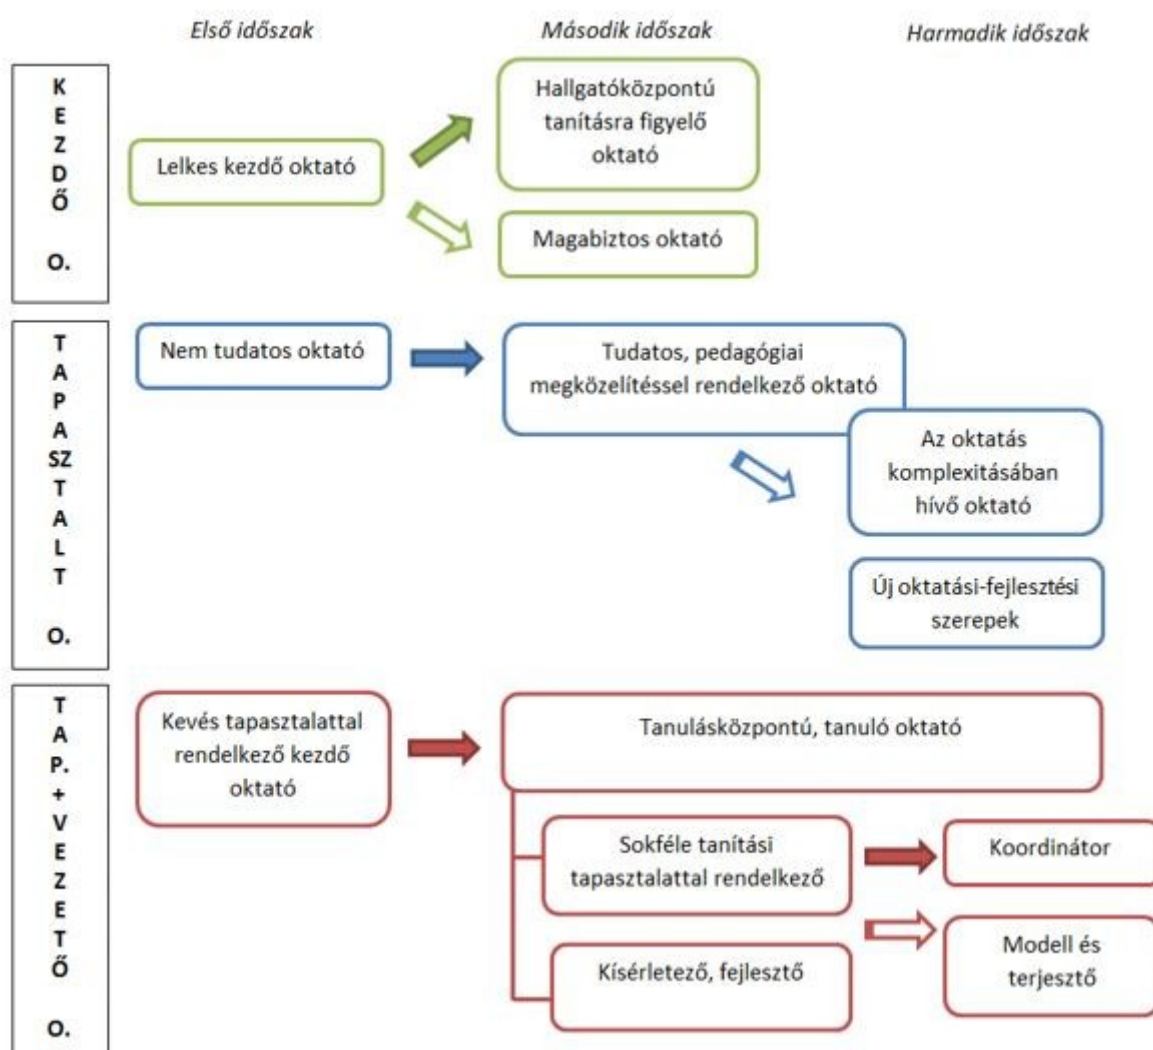 Első időszak
Második időszak
Harmadik időszak
K
E
Z
D
Ő
O.
Lelkes kezdő oktató
Hallgatóközpontú
tanításra figyelő
oktató
Magabiztos oktató
T
A
P
A
SZ
T
A
L
T
O.
Nem tudatos oktató
Tudatos, pedagógiai
megközelítéssel rendelkező oktató
Az oktatás
komplexitásában
hívő oktató
Új oktatási-fejlesztési
szerepek
T
A
P.
+
V
E
Z
E
T
Ő
O.
Kevés tapasztalattal
rendelkező kezdő
oktató
Tanulásközpontú, tanuló oktató
Sokféle tanítási
tapasztalattal rendelkező
Koordinátor
Kísérletező, fejlesztő
Modell és
terjesztő